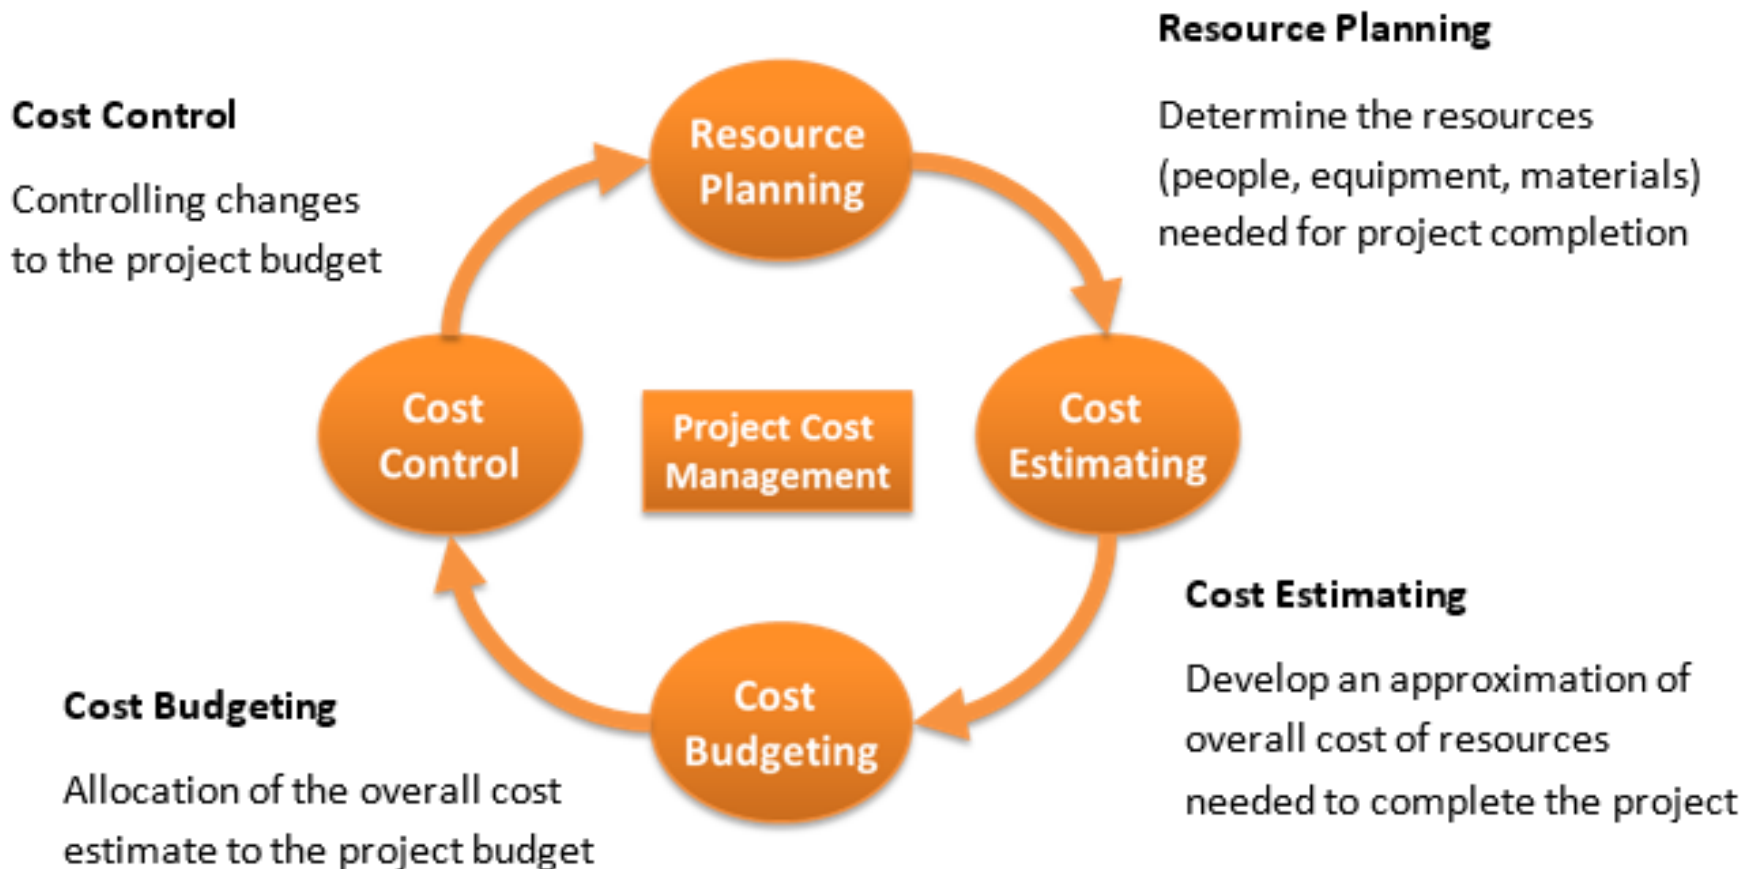 Resource Planning
Determine the resources
(people, equipment, materials)
needed for project completion
Cost Control
Controlling changes
to the project budget
Resource
Planning
Cost
Control
Project Cost
Management
Cost
Estimating
Cost Estimating
Develop an approximation of
overall cost of resources
needed to complete the project
Cost
Budgeting
Cost Budgeting
Allocation of the overall cost
estimate to the project budget